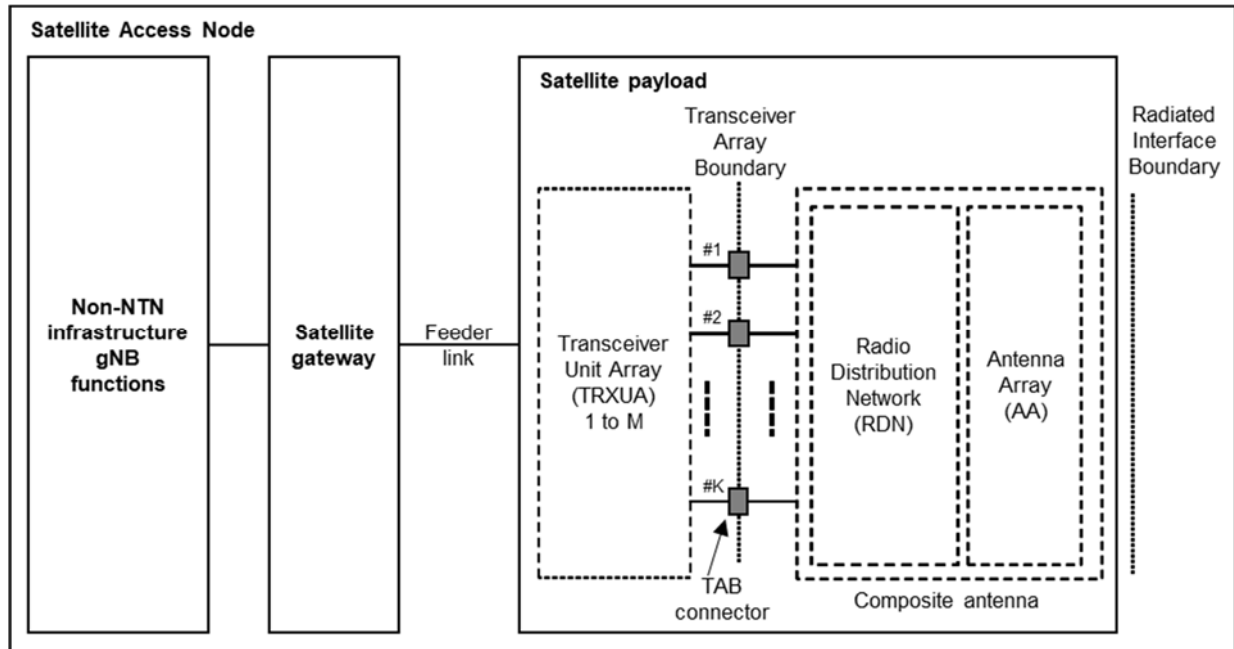 Satellite Access Node
Non-NTN
infrastructure
gNB
functions
Satellite
gateway
Feeder
link
Satellite payload
Transceiver
Array
Boundary
Transceiver
Unit Array
(TRXUA)
1 to M
#1
#2
#K
TAB
connector
Radio
Distribution
Network
(RDN)
Antenna
Array
(AA)
Composite antenna
Radiated
Interface
Boundary